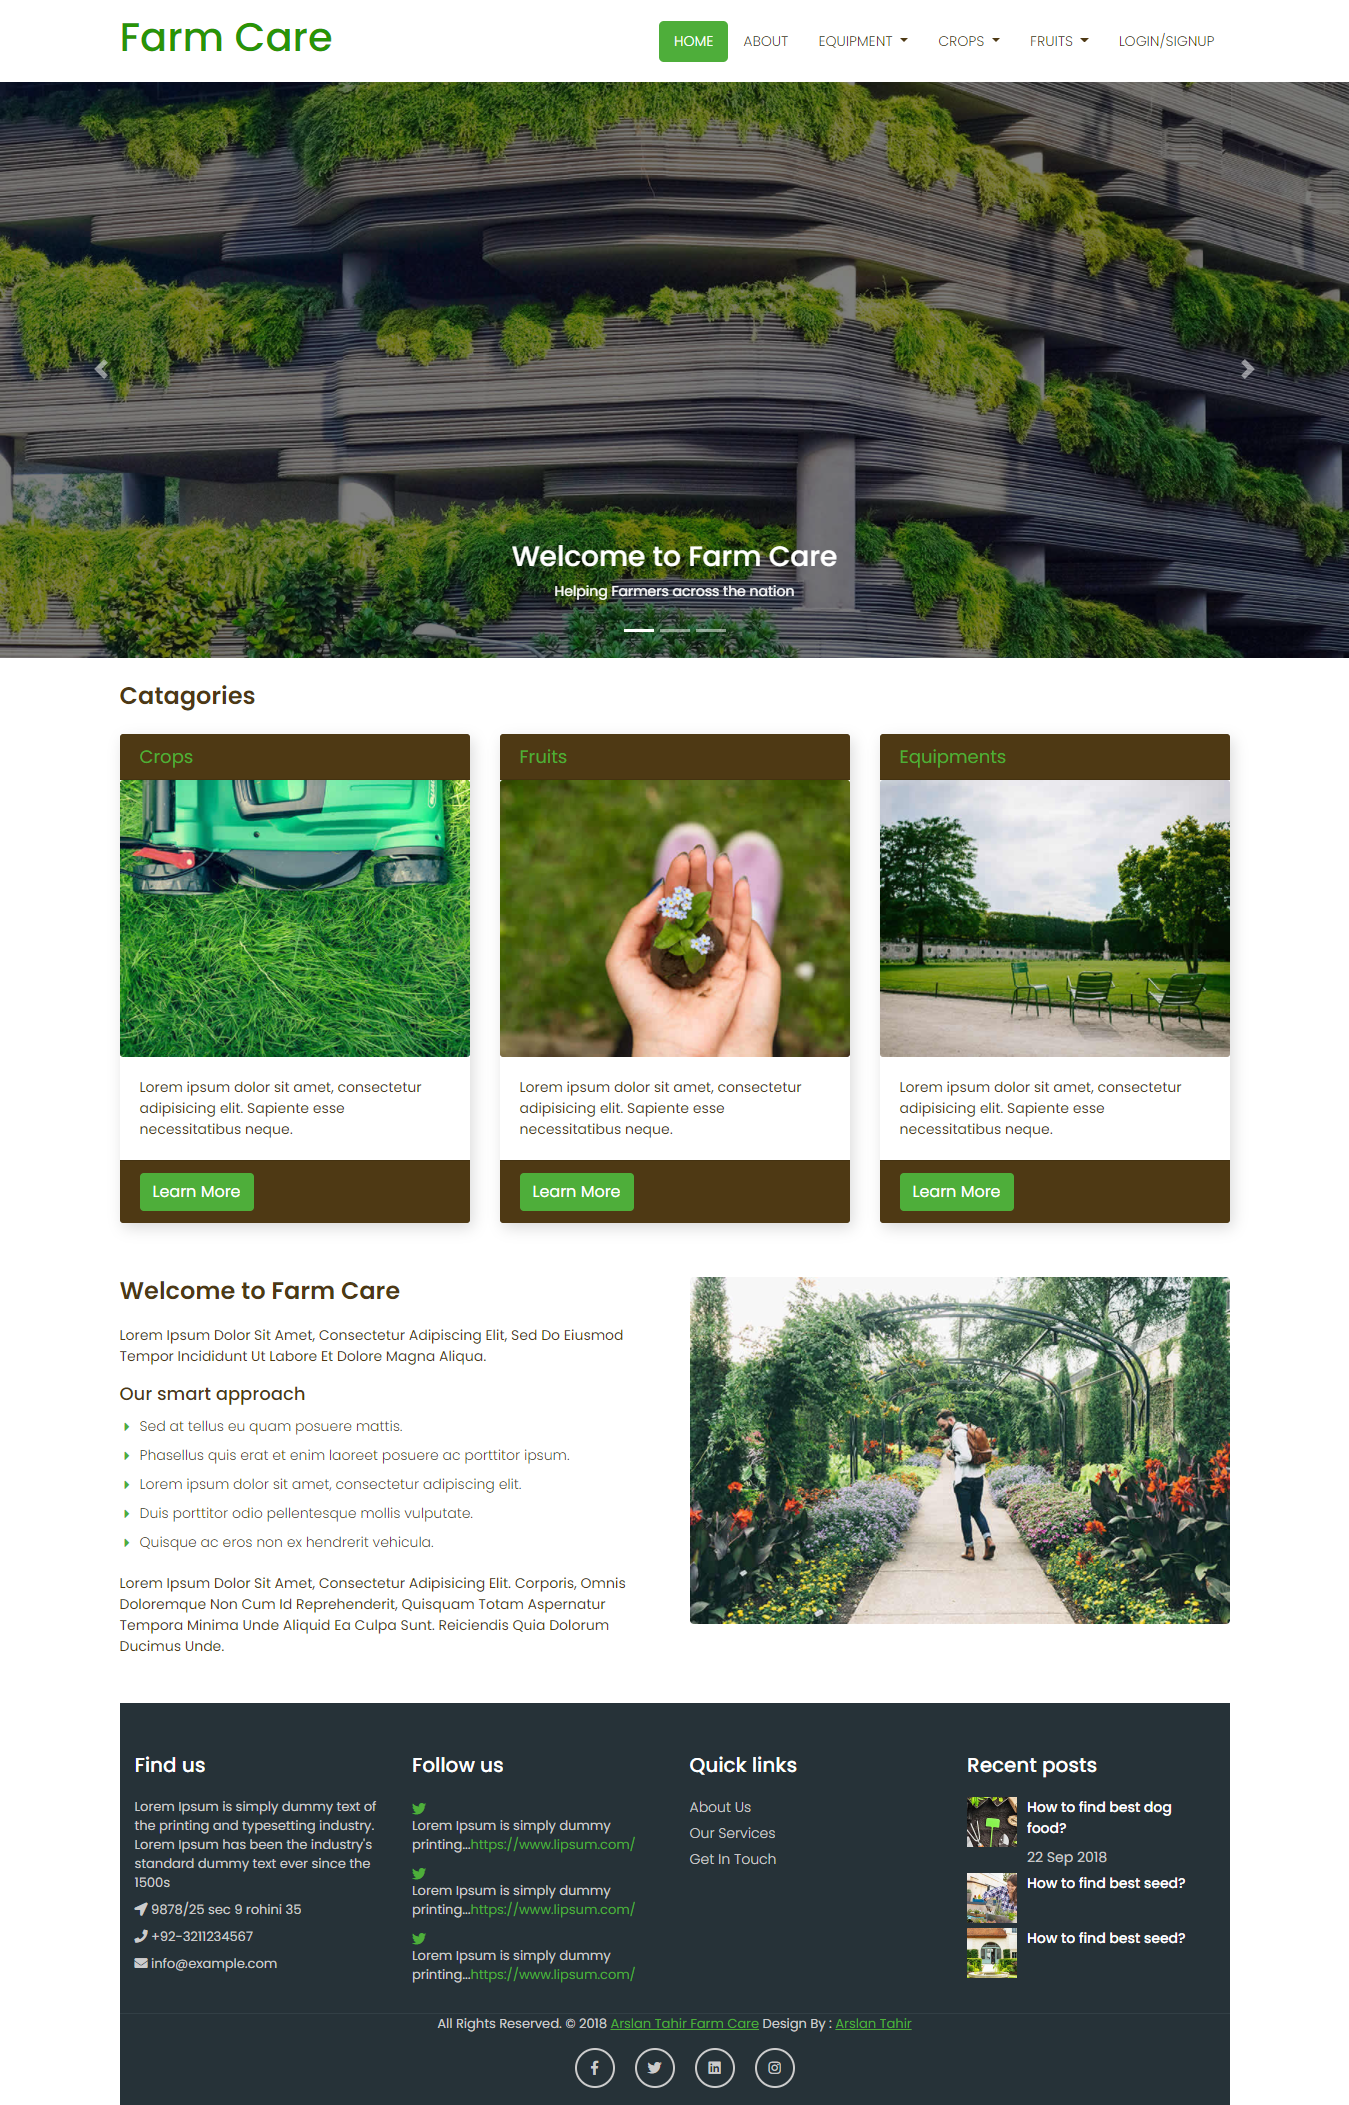 Farm Care
HOME
ABOUT
EQUIPMENT
CROPS
FRUITS
LOGIN/SIGNUP
Welcome to Farm Care
Helping Farmers across the nation
Catagories
Crops
Lorem ipsum dolor sit amet, consectetur
adipisicing elit. Sapiente esse
necessitatibus neque.
Learn More
Fruits
Lorem ipsum dolor sit amet, consectetur
adipisicing elit. Sapiente esse
necessitatibus neque.
Learn More
Equipments
Lorem ipsum dolor sit amet, consectetur
adipisicing elit. Sapiente esse
necessitatibus neque.
Learn More
Welcome to Farm Care
Lorem Ipsum Dolor Sit Amet, Consectetur Adipiscing Elit, Sed Do Eiusmod
Tempor Incididunt Ut Labore Et Dolore Magna Aliqua.
Our smart approach
Sed at tellus eu quam posuere mattis.
Phasellus quis erat et enim laoreet posuere ac porttitor ipsum.
Lorem ipsum dolor sit amet, consectetur adipiscing elit.
Duis porttitor odio pellentesque mollis vulputate.
Quisque ac eros non ex hendrerit vehicula.
Lorem Ipsum Dolor Sit Amet, Consectetur Adipisicing Elit. Corporis, Omnis
Doloremque Non Cum Id Reprehenderit, Quisquam Totam Aspernatur
Tempora Minima Unde Aliquid Ea Culpa Sunt. Reiciendis Quia Dolorum
Ducimus Unde.
Find us
Lorem Ipsum is simply dummy text of
the printing and typesetting industry.
Lorem Ipsum has been the industry's
standard dummy text ever since the
1500s
9878/25 sec 9 rohini 35
+92-3211234567
info@example.com
Follow us
Lorem Ipsum is simply dummy
printing...https://www.lipsum.com/
Lorem Ipsum is simply dummy
printing...https://www.lipsum.com/
Lorem Ipsum is simply dummy
printing...https://www.lipsum.com/
Quick links
About Us
Our Services
Get In Touch
Recent posts
How to find best dog
food?
22 Sep 2018
How to find best seed?
How to find best seed?
All Rights Reserved. © 2018 Arslan Tahir Farm Care Design By : Arslan Tahir